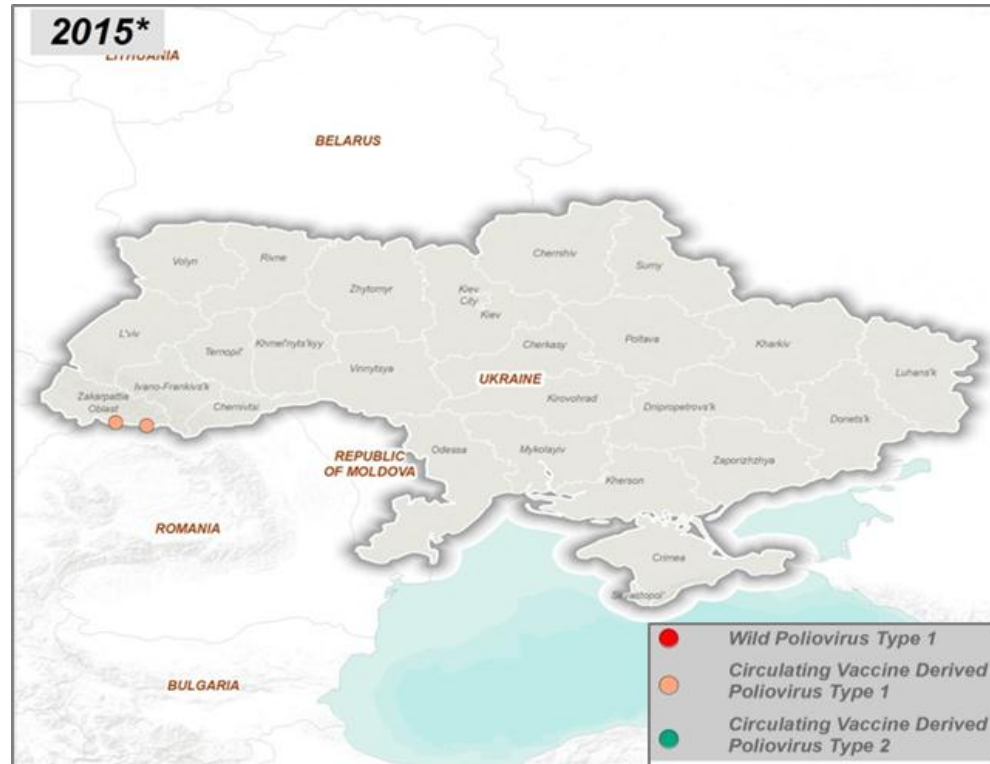 2015*
LITHUANIA
BELARUS
Volyn
Rivne
Chernihiv
Sumy
Zhytomyr
Kiev
City
Kiev
L'viv
Ternopil'
Khmel'nyts'kyy
Poltava
Kharkiv
Cherkasy
Luhans'k
Vinnytsya
UKRAINE
Ivano-Frankivs'k
Zakarpattia
Oblast
Chernivtsi
Kirovohrad
Dnipropetrovs'k
Donets'k
REPUBLIC
OF MOLDOVA
Odessa
Mykolayiv
Zaporizhzhya
Kherson
ROMANIA
Crimea
Sevastopol'
BULGARIA
Wild Poliovirus Type 1
Circulating Vaccine Derived
Poliovirus Type 1
Circulating Vaccine Derived
Poliovirus Type 2